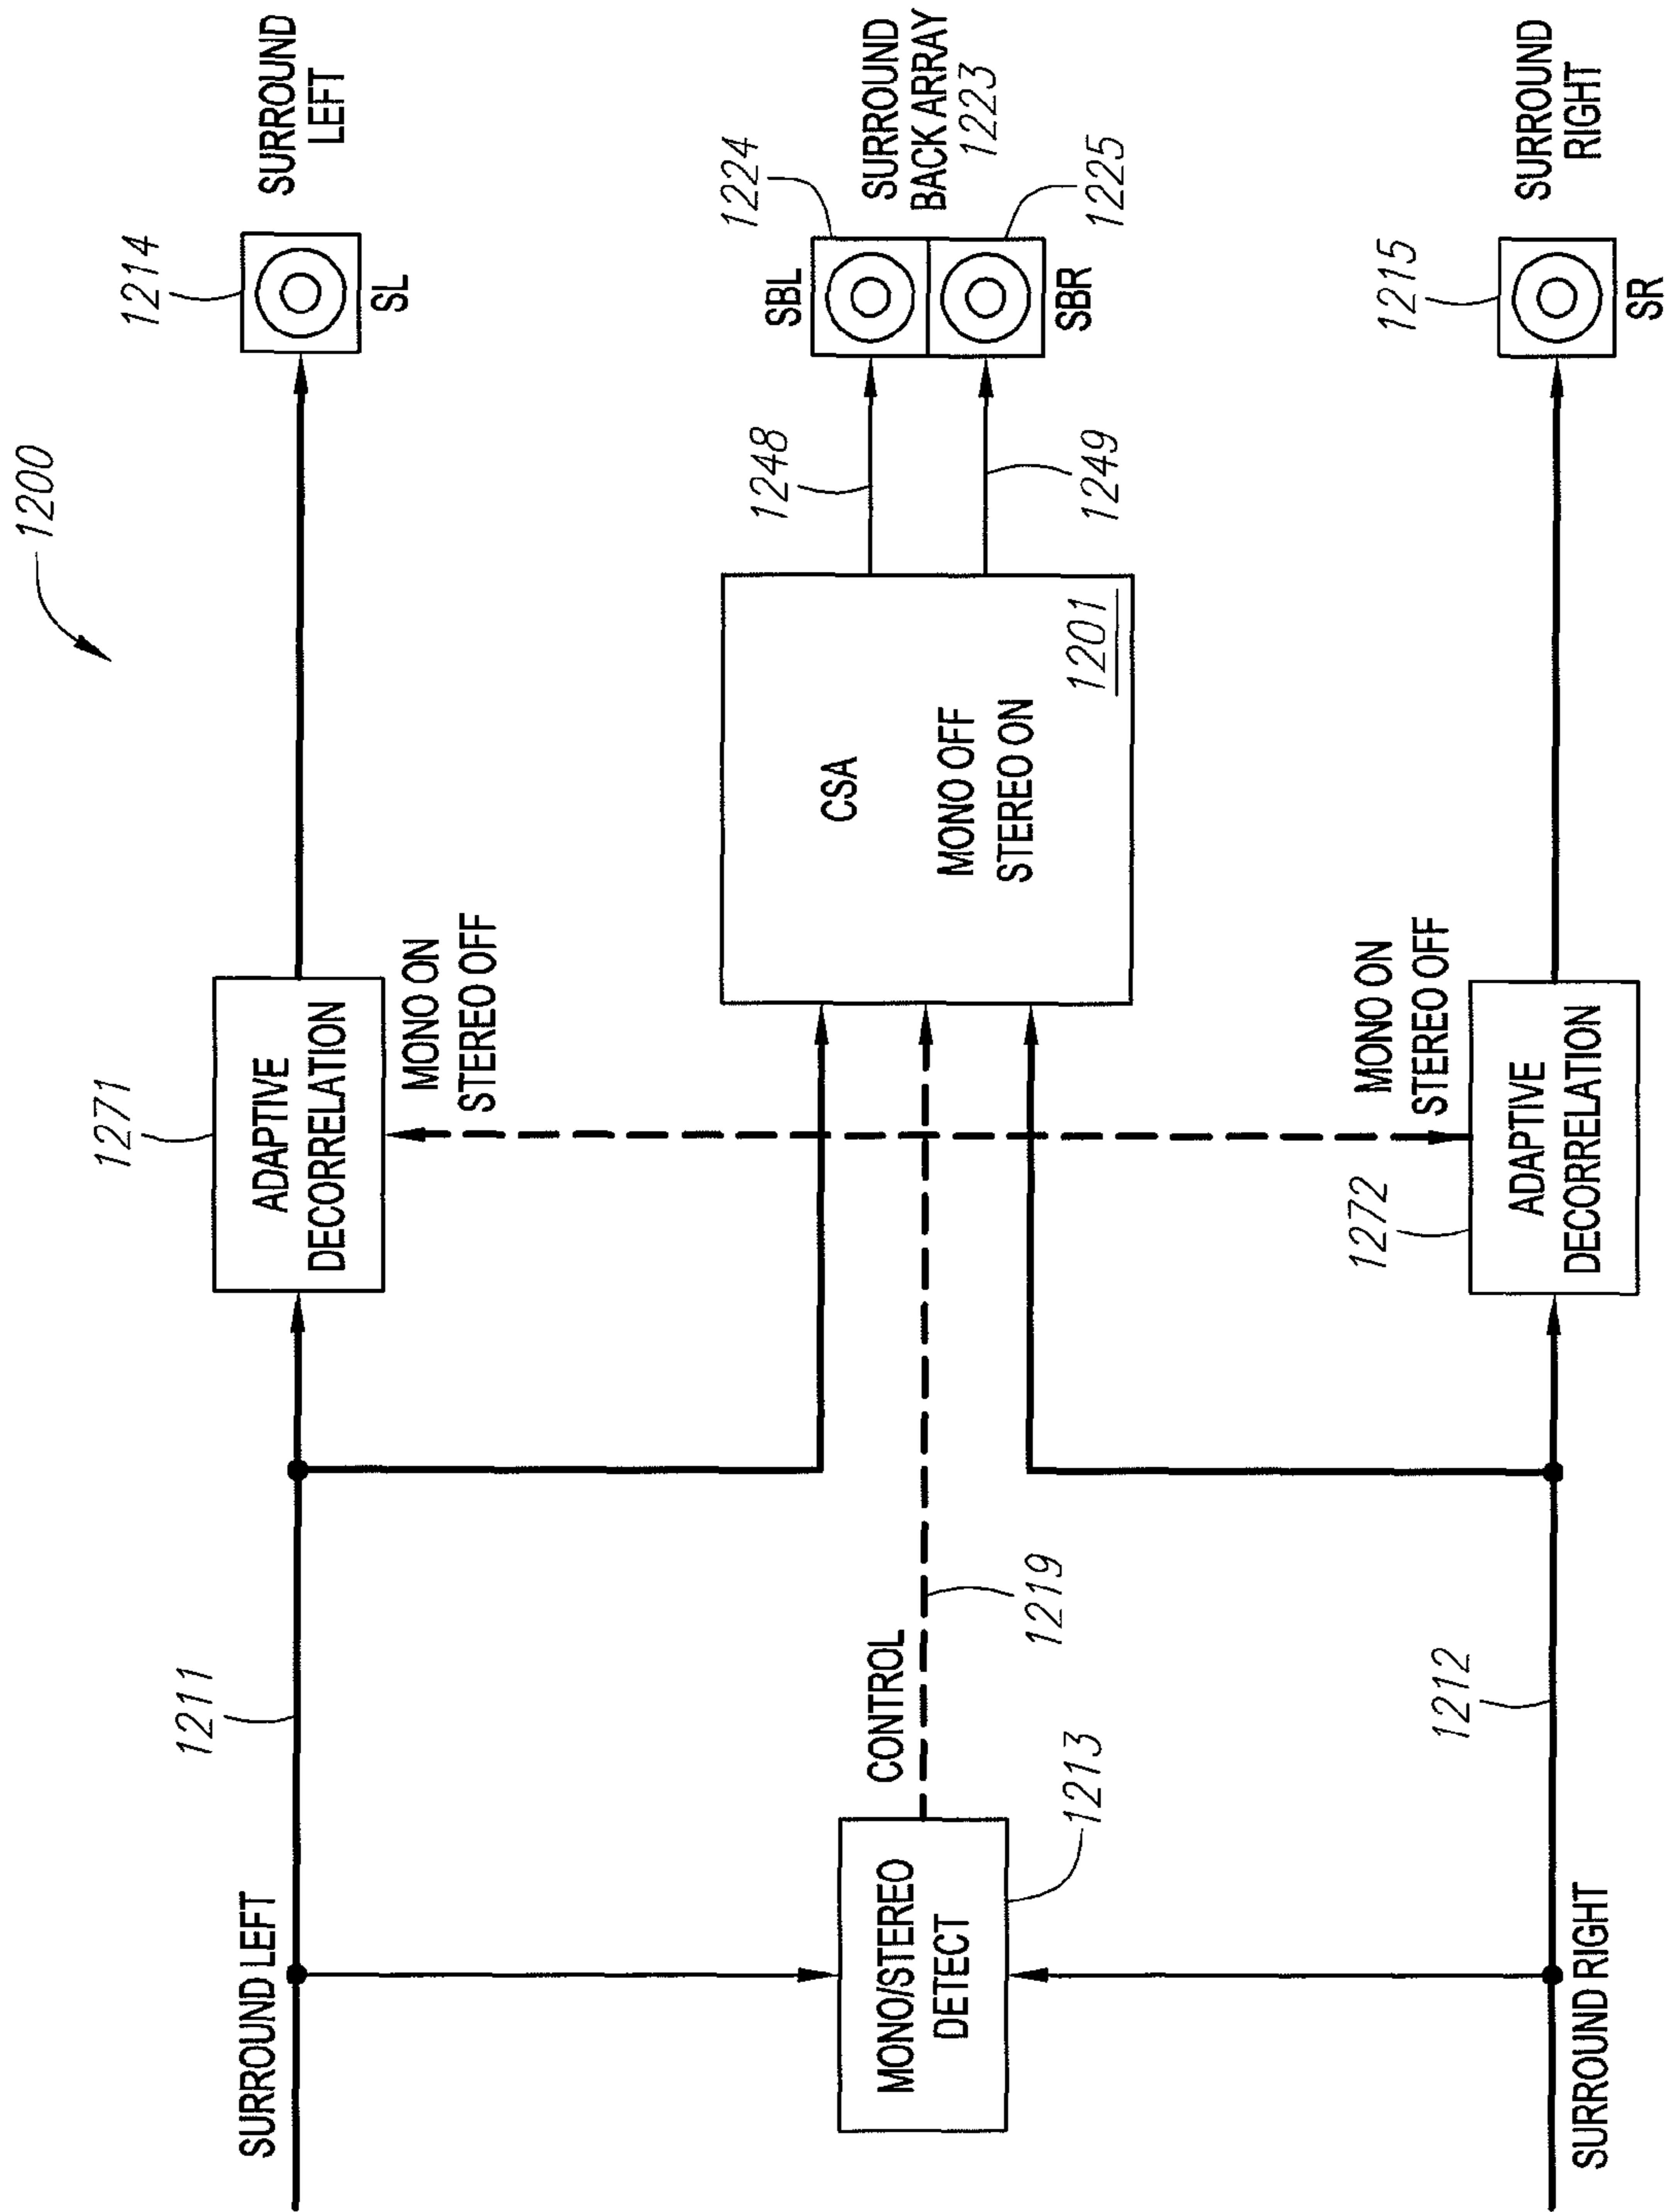 1200
SURROUND LEFT
1211
1271
ADAPTIVE
DECORRELATION
MONO ON
STEREO OFF
1214
SL
SURROUND
LEFT
MONO/STEREO
DETECT
1213
CONTROL
1219
CSA
MONO OFF
STEREO ON
1201
1248
1249
SBL
1224
SBR
1225
SURROUND
BACK ARRAY
1223
SURROUND RIGHT
1212
1272
MONO ON
STEREO OFF
ADAPTIVE
DECORRELATION
1215
SR
SURROUND
RIGHT